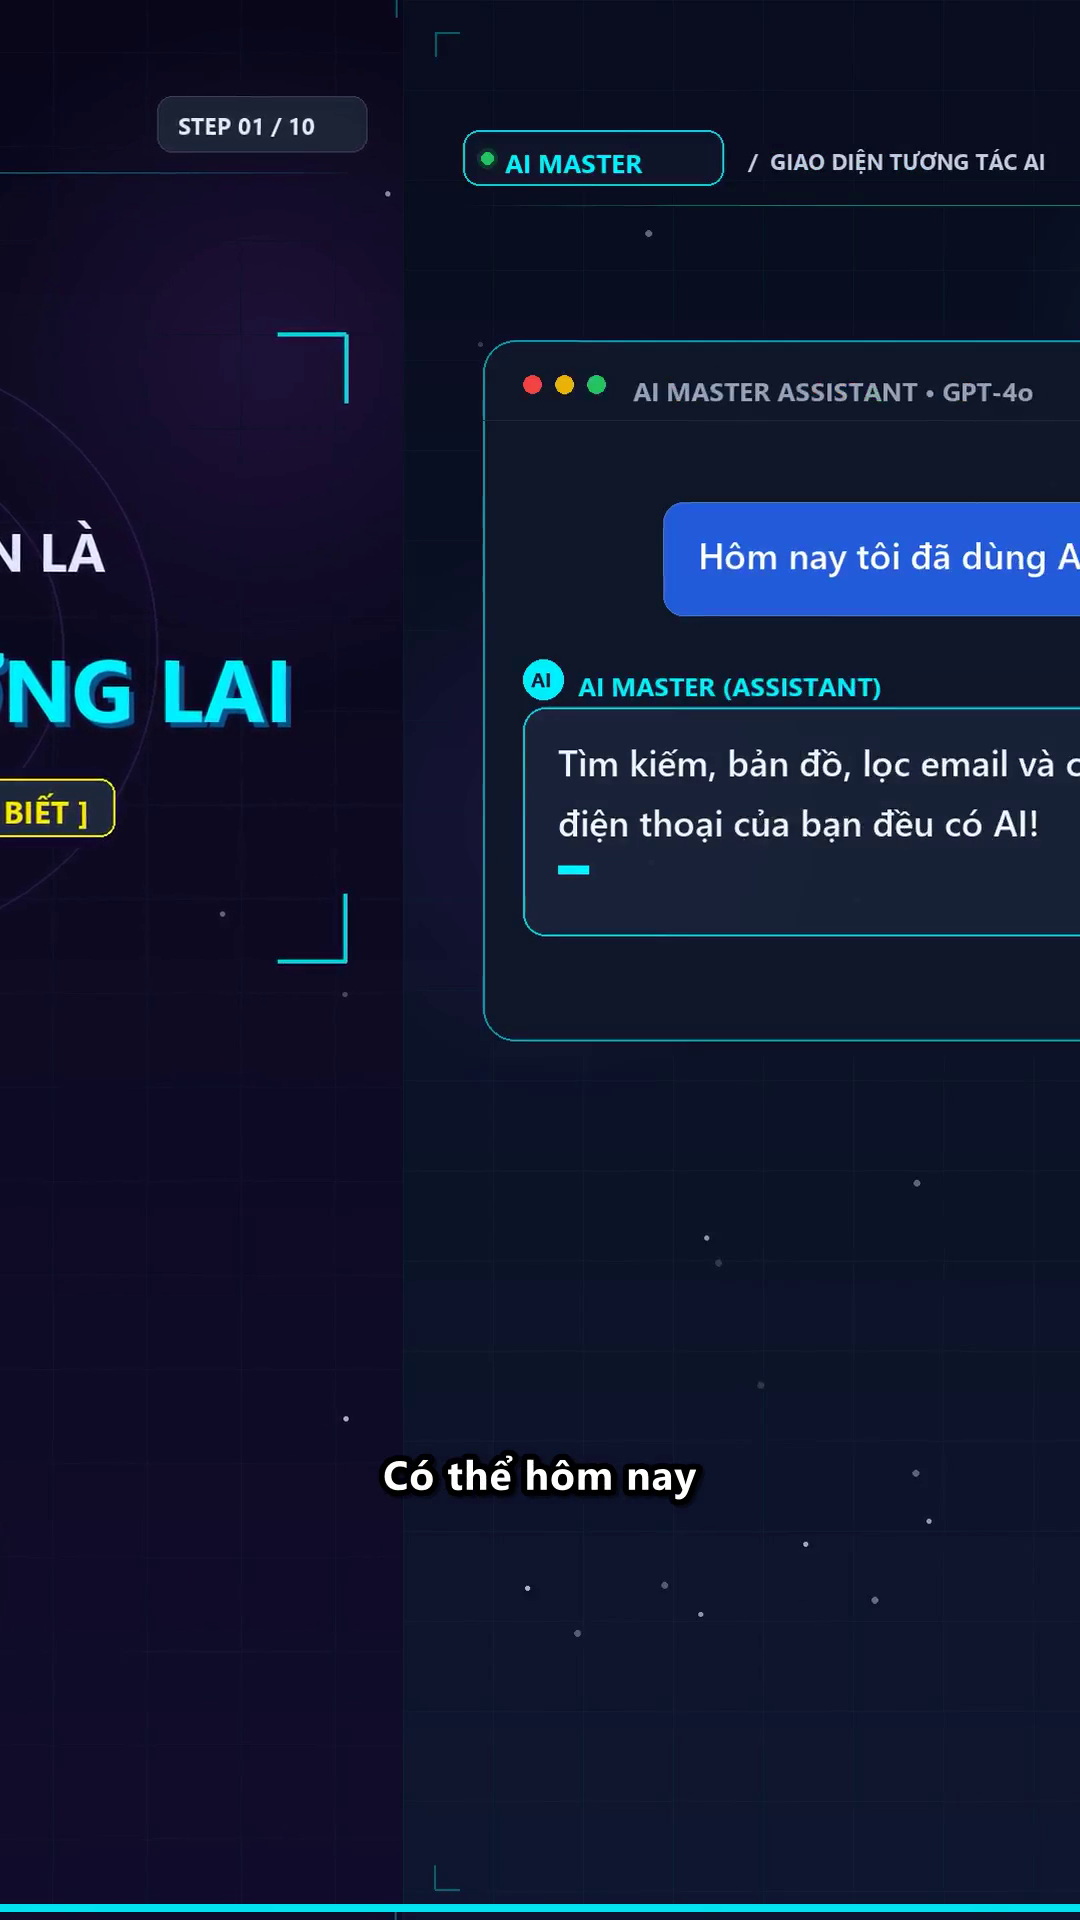 STEP 01 / 10
N LÀ
NG LAI
BIẾT ]
AI MASTER
/ GIAO DIỆN TƯƠNG TÁC AI
AI MASTER ASSISTANT • GPT-4o
Hôm nay tôi đã dùng A
AI
AI MASTER (ASSISTANT)
Tìm kiếm, bản đồ, lọc email và c
điện thoại của bạn đều có AI!
Có thể hôm nay